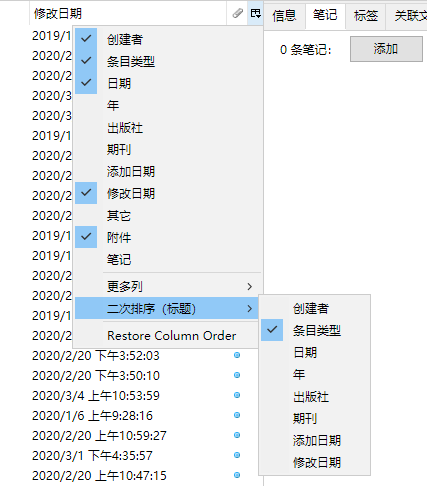 修改日期
信息 笔记 标签 关联文
0 条笔记: 添加
创建者
条目类型
日期
年
出版社
期刊
添加日期
修改日期
其它
附件
笔记
更多列
二次排序（标题）
Restore Column Order
创建者
条目类型
日期
年
出版社
期刊
添加日期
修改日期
2019/1
2020/2
2020/2
2020/3
2020/3
2019/1
2020/2
2020/2
2020/2
2020/2
2019/1
2020/2
2020/2
2020/2
2019/1
2020/2
2020/2/20 下午3:52:03
2020/2/20 下午3:50:10
2020/3/4 上午10:53:59
2020/1/6 上午9:28:16
2020/2/20 上午10:59:27
2020/3/1 下午4:35:57
2020/2/20 上午10:47:15